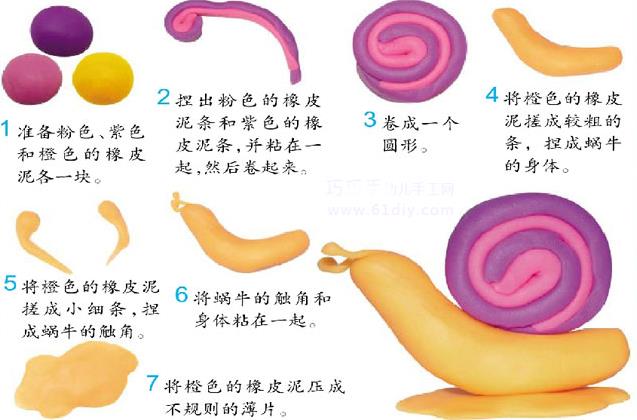 1 准备粉色、紫色
和橙色的橡皮
泥各一块。
2 捏出粉色的橡皮
泥条和紫色的橡
皮泥条,并粘在一
起,然后卷起来。
3 卷成一个
圆形。
4 将橙色的橡皮
泥搓成较粗的
条，捏成蜗牛
的身体。
巧巧手幼儿手工网
www.61diy.com
5 将橙色的橡皮泥
搓成小细条,捏
成蜗牛的触角。
6 将蜗牛的触角和
身体粘在一起。
7 将橙色的橡皮泥压成
不规则的薄片。